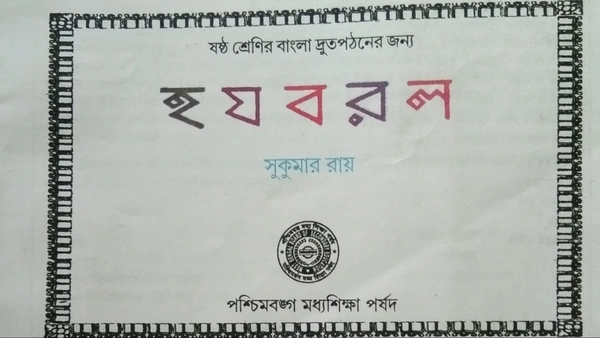 ষষ্ঠ শ্রেণির বাংলা দ্রুতপঠনের জন্য
হ য ব র ল
সুকুমার রায়
পশ্চিমবঙ্গ মধ্যশিক্ষা পর্ষদ